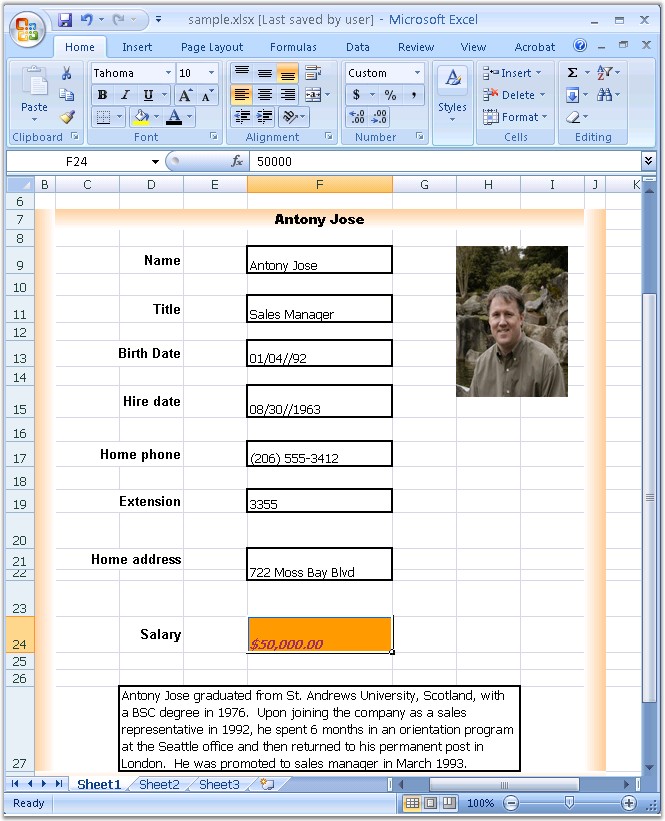 sample.xlsx [Last saved by user] - Microsoft Excel
Home Insert Page Layout Formulas Data Review View Acrobat
Paste
Clipboard
Tahoma 10
B I U A A
A
Font
Alignment
Custom
$ % ,
.00 .0
Number
A
Styles
Insert
Delete
Format
Cells
Σ
Editing
F24 fx 50000
B C D E F G H I J K
6
7 Antony Jose
8
9 Name Antony Jose
10
11 Title Sales Manager
12
13 Birth Date 01/04//92
14
15 Hire date 08/30//1963
16
17 Home phone (206) 555-3412
18
19 Extension 3355
20
21 Home address
22 722 Moss Bay Blvd
23
24 Salary $50,000.00
25
26
27
Antony Jose graduated from St. Andrews University, Scotland, with
a BSC degree in 1976. Upon joining the company as a sales
representative in 1992, he spent 6 months in an orientation program
at the Seattle office and then returned to his permanent post in
London. He was promoted to sales manager in March 1993.
Sheet1 Sheet2 Sheet3
Ready 100%